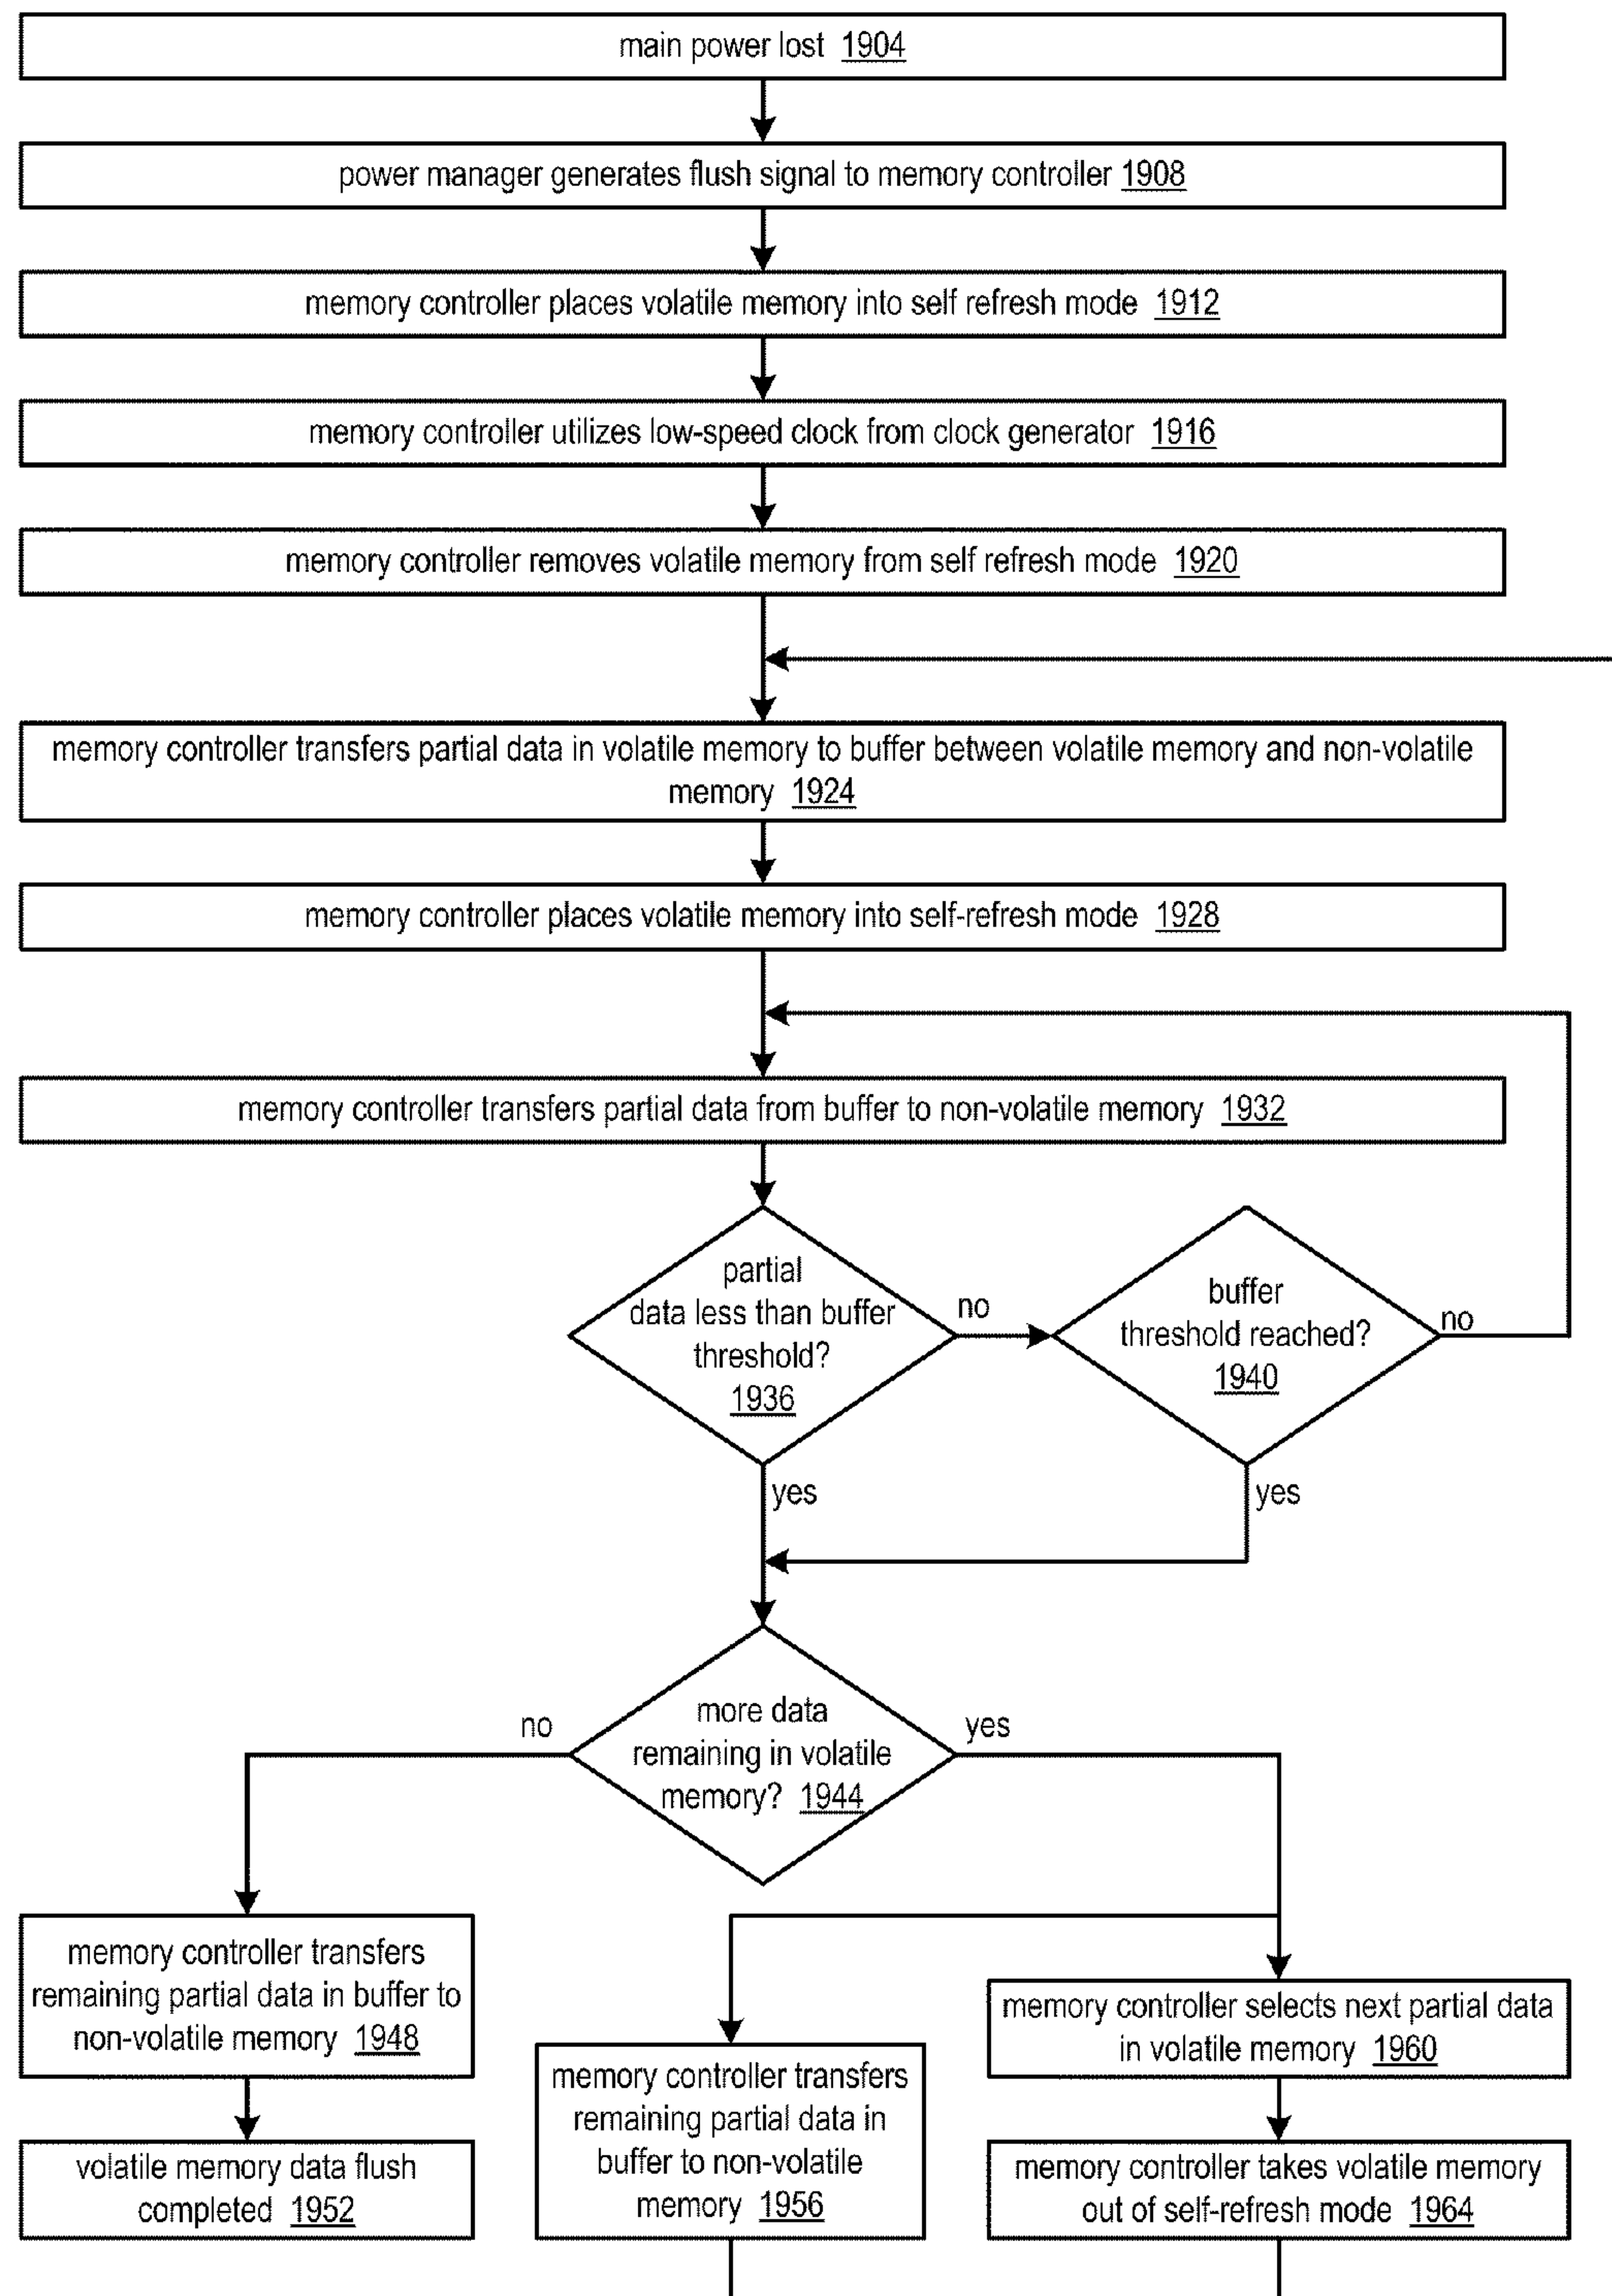 main power lost 1904
power manager generates flush signal to memory controller 1908
memory controller places volatile memory into self refresh mode 1912
memory controller utilizes low-speed clock from clock generator 1916
memory controller removes volatile memory from self refresh mode 1920
memory controller transfers partial data in volatile memory to buffer between volatile memory and non-volatile
memory 1924
memory controller places volatile memory into self-refresh mode 1928
memory controller transfers partial data from buffer to non-volatile memory 1932
partial
data less than buffer
threshold?
1936
no
buffer
threshold reached?
1940
no
yes
yes
more data
remaining in volatile
memory? 1944
no
yes
memory controller transfers
remaining partial data in buffer to
non-volatile memory 1948
volatile memory data flush
completed 1952
memory controller transfers
remaining partial data in
buffer to non-volatile
memory 1956
memory controller selects next partial data
in volatile memory 1960
memory controller takes volatile memory
out of self-refresh mode 1964